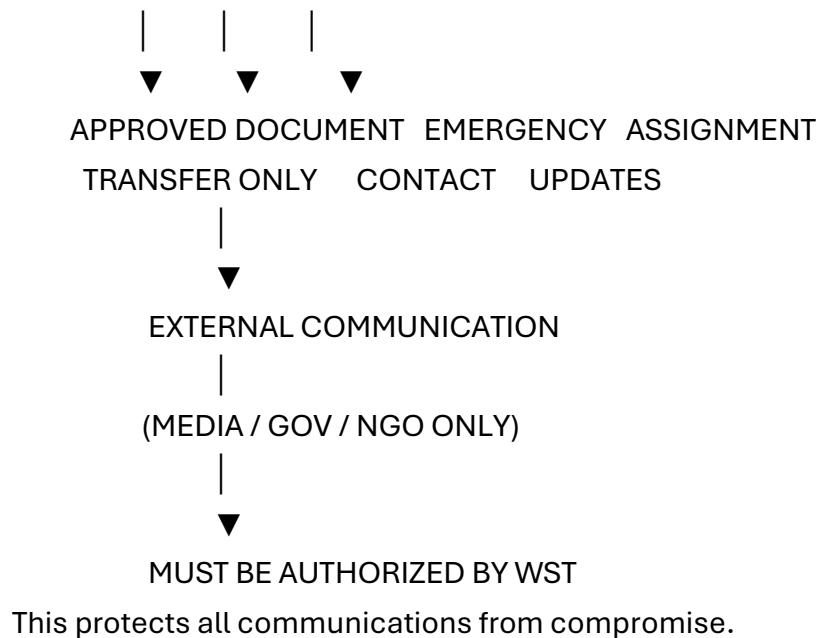 │ │ │
▼ ▼ ▼
APPROVED DOCUMENT EMERGENCY ASSIGNMENT
TRANSFER ONLY CONTACT UPDATES
│
▼
EXTERNAL COMMUNICATION
│
(MEDIA / GOV / NGO ONLY)
│
▼
MUST BE AUTHORIZED BY WST
This protects all communications from compromise.